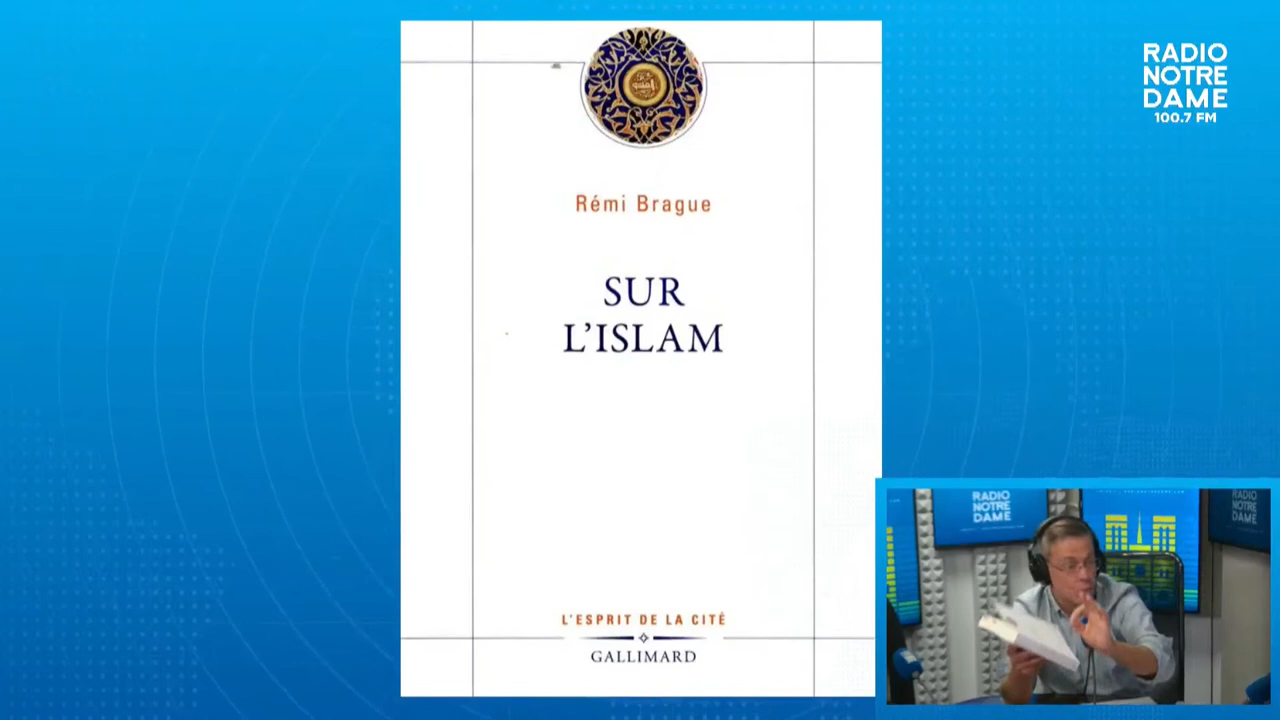 RADIO
NOTRE
DAME
100.7 FM
Rémi Brague
SUR
L'ISLAM
L'ESPRIT DE LA CITÉ
GALLIMARD
RADIO
NOTRE
DAME
RADIO
NOTRE
DAME